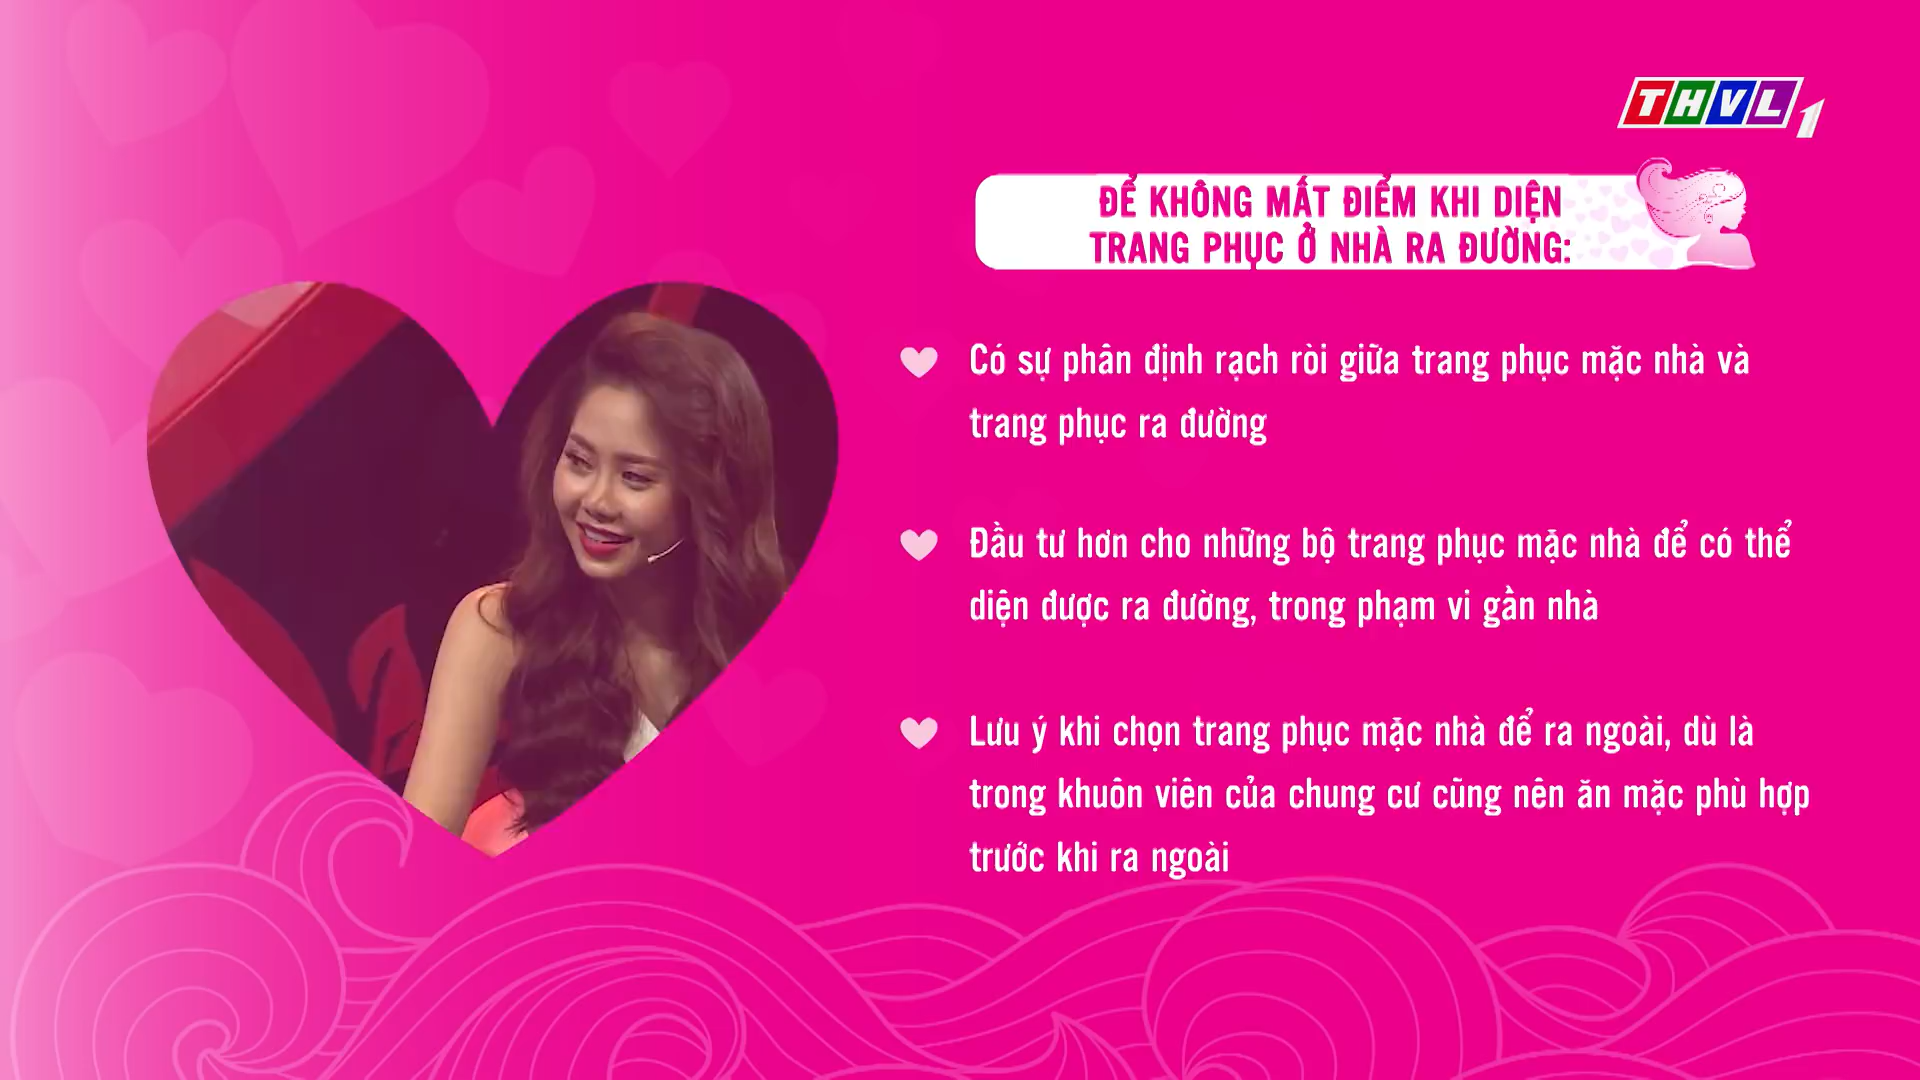 THVL1
ĐỂ KHÔNG MẤT ĐIỂM KHI DIỆN
TRANG PHỤC Ở NHÀ RA ĐƯỜNG:
Có sự phân định rạch ròi giữa trang phục mặc nhà và
trang phục ra đường
Đầu tư hơn cho những bộ trang phục mặc nhà để có thể
diện được ra đường, trong phạm vi gần nhà
Lưu ý khi chọn trang phục mặc nhà để ra ngoài, dù là
trong khuôn viên của chung cư cũng nên ăn mặc phù hợp
trước khi ra ngoài